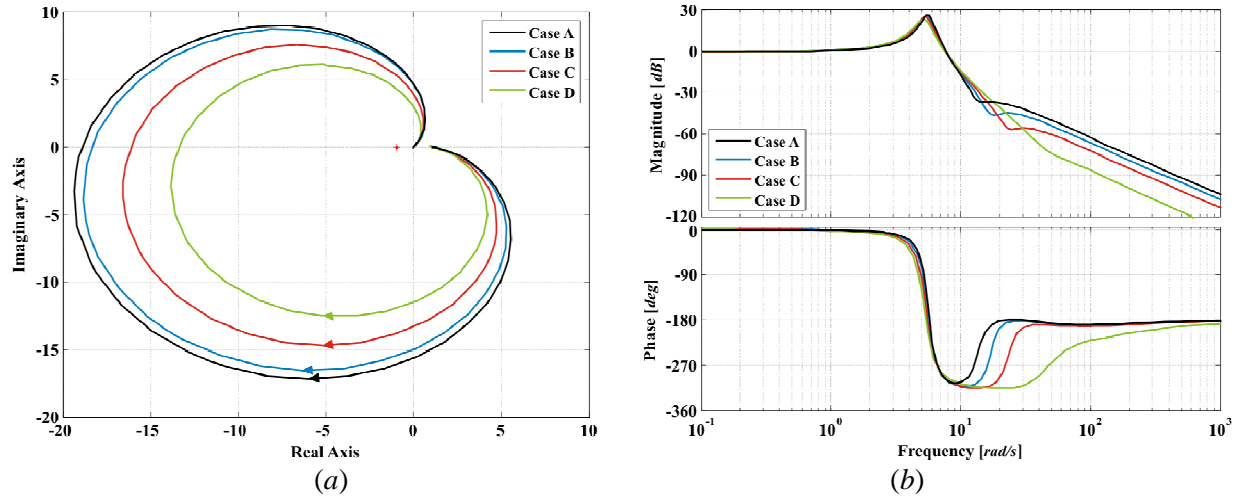 10
5
0
-5
-10
-15
-20
-20
-15
-10
-5
0
5
10
Imaginary Axis
Real Axis
Case A
Case B
Case C
Case D
(a)
30
0
-30
-60
-90
-120
Magnitude [dB]
Case A
Case B
Case C
Case D
0
-90
-180
-270
-360
Phase [deg]
10^-1
10^0
10^1
10^2
10^3
Frequency [rad/s]
(b)